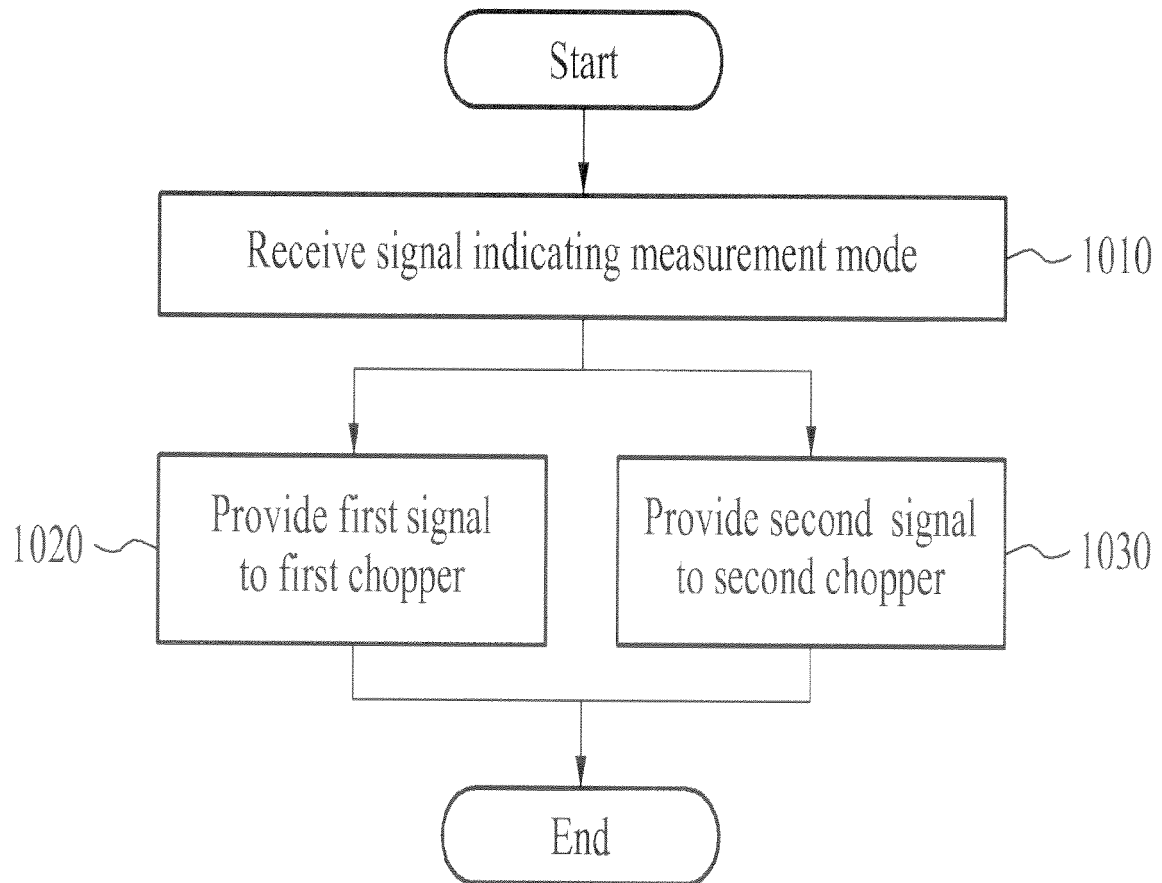 Start
Receive signal indicating measurement mode
1010
Provide first signal
to first chopper
1020
Provide second signal
to second chopper
1030
End